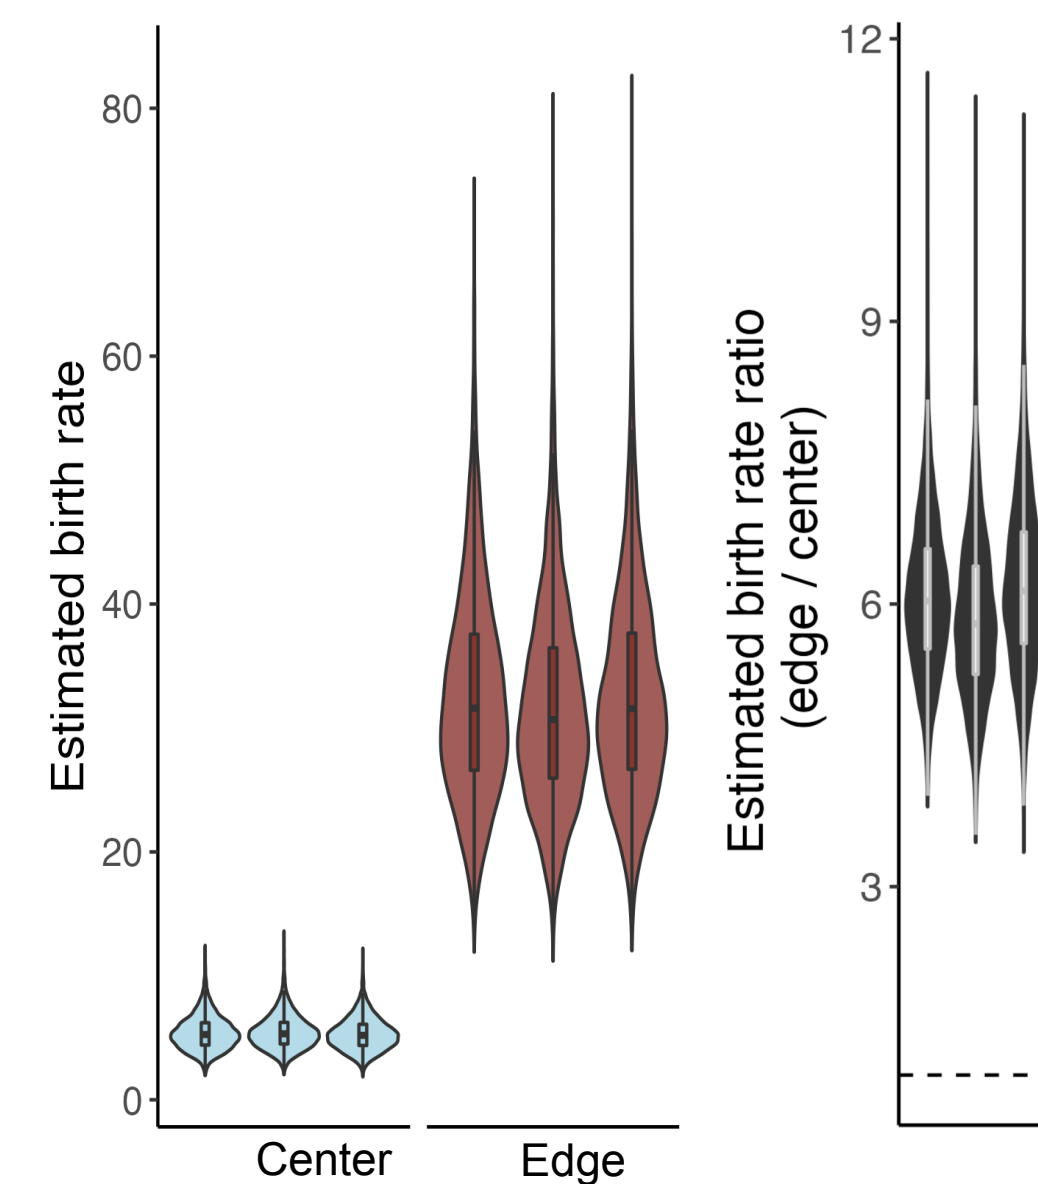 Estimated birth rate
80
60
40
20
0
Center
Edge
Estimated birth rate ratio
(edge / center)
12
9
6
3